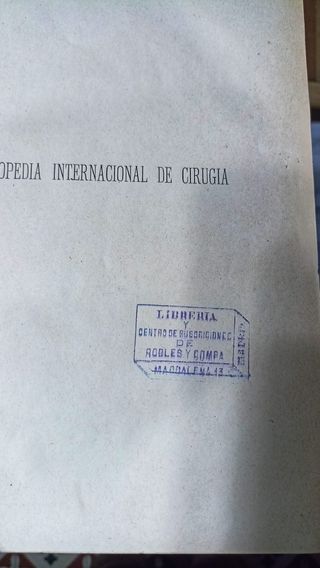 OPEDIA INTERNACIONAL DE CIRUGIA
LIBRERIA
Y
CENTRO DE SUSCRICIONES
DE
ROBLES Y COMPA
MAGDALENA 13
MADRID